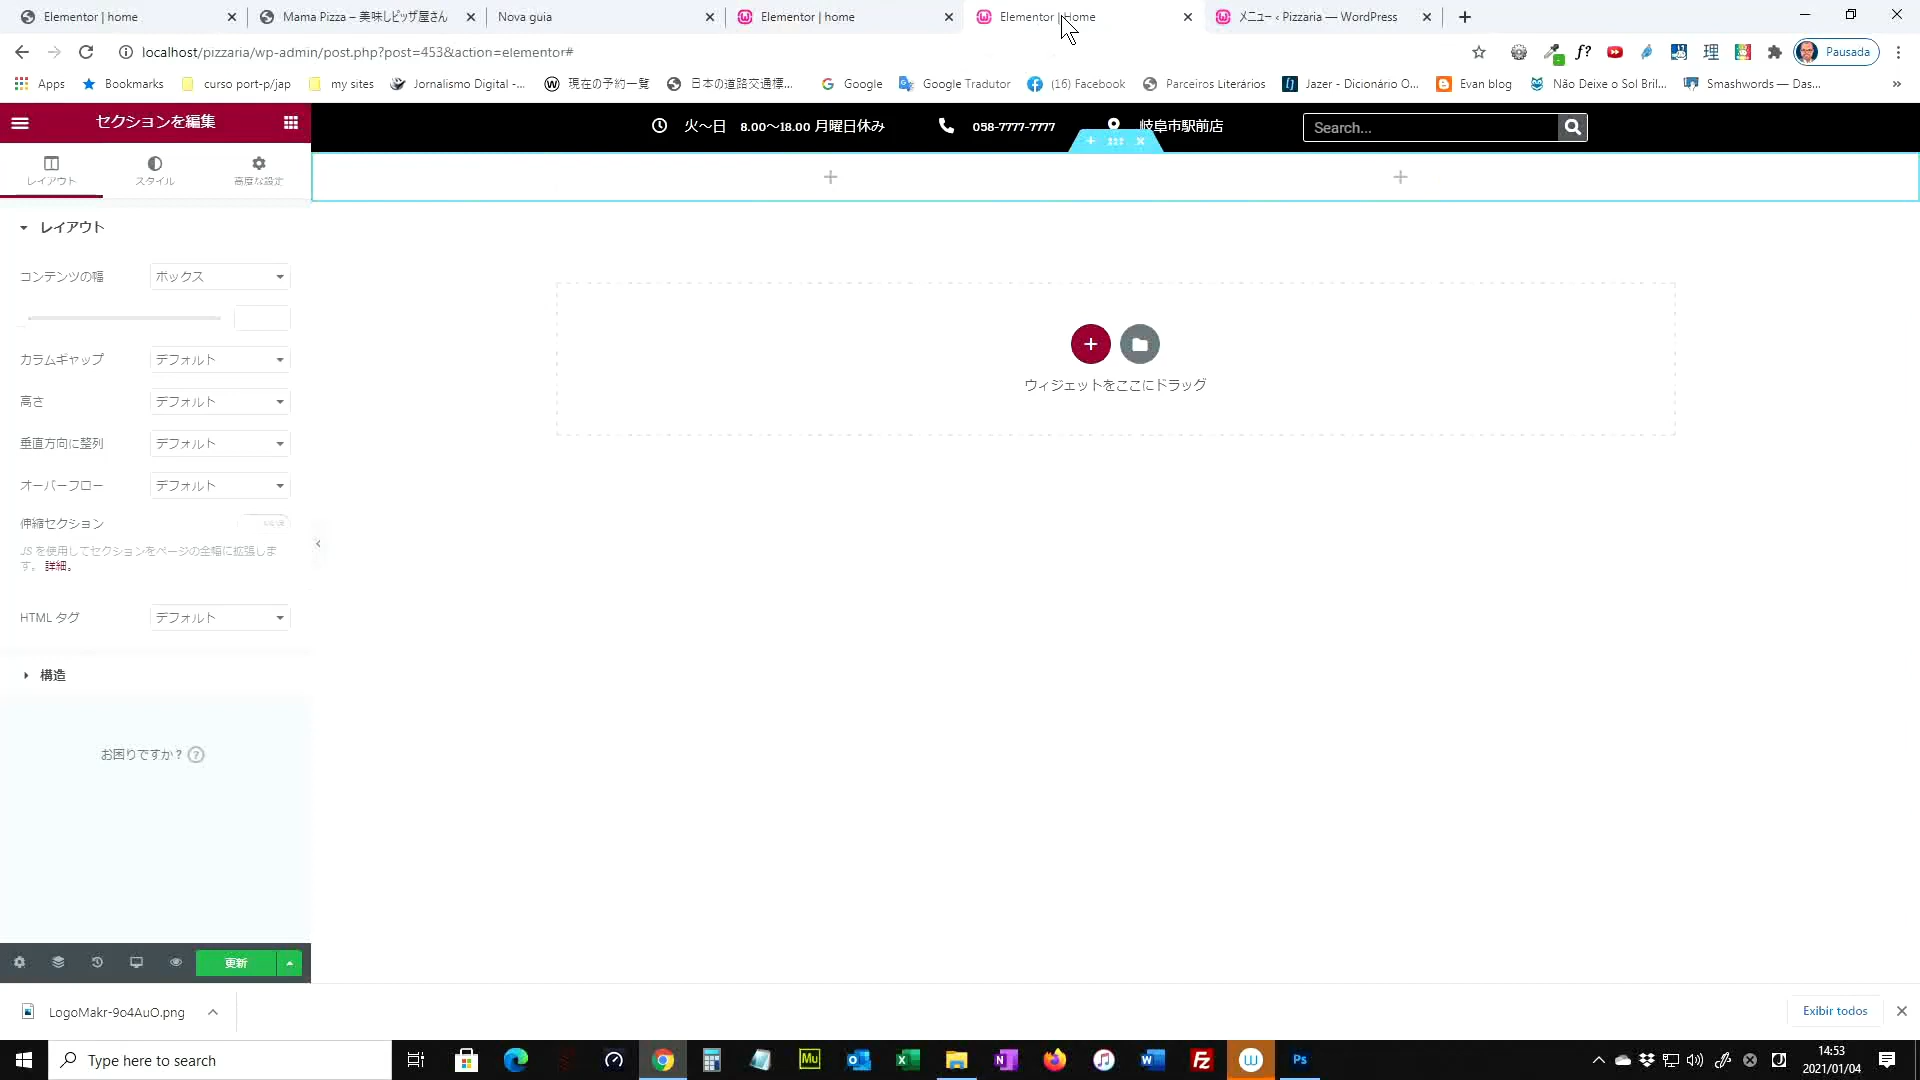 Elementor | home
Mama Pizza – 美味しピッザ屋さん
Nova guia
Elementor | home
Elementor | Home
メニュー ‹ Pizzaria — WordPress
localhost/pizzaria/wp-admin/post.php?post=453&action=elementor#
Pausada
Apps
Bookmarks
curso port-p/jap
my sites
Jornalismo Digital -...
現在の予約一覧
日本の道路交通標...
Google
Google Tradutor
(16) Facebook
Parceiros Literários
Jazer - Dicionário O...
Evan blog
Não Deixe o Sol Bril...
Smashwords — Das...
セクションを編集
火〜日 8.00〜18.00 月曜日休み
058-7777-7777
岐阜市駅前店
Search...
レイアウト
スタイル
高度な設定
レイアウト
コンテンツの幅
ボックス
カラムギャップ
デフォルト
高さ
デフォルト
垂直方向に整列
デフォルト
オーバーフロー
デフォルト
伸縮セクション
JS を使用してセクションをページの全幅に拡張しま
す。 詳細。
HTML タグ
デフォルト
構造
お困りですか ?
ウィジェットをここにドラッグ
更新
LogoMakr-9o4AuO.png
Exibir todos
Type here to search
14:53
2021/01/04